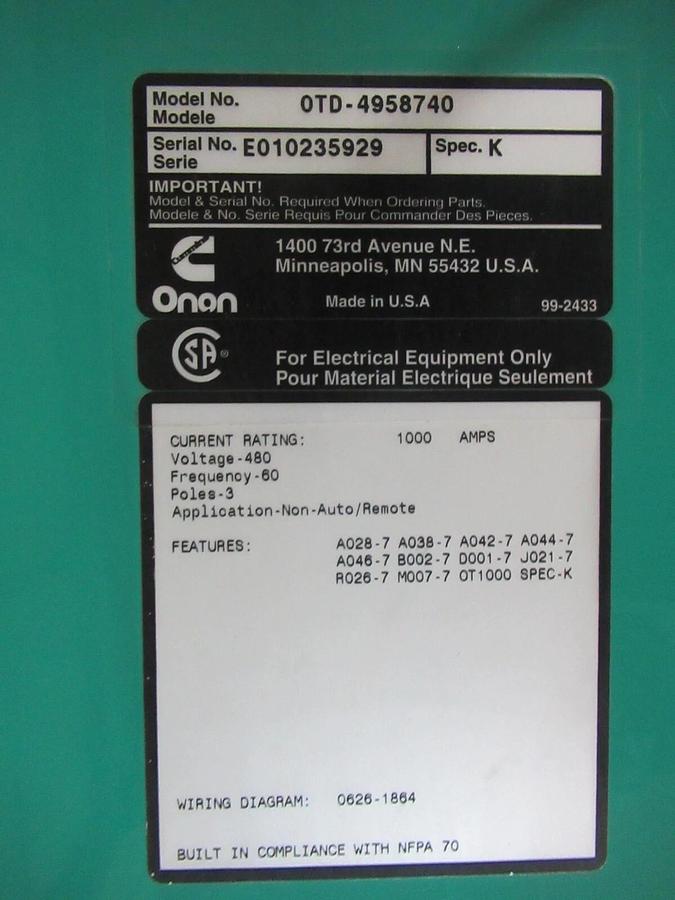 Model No. OTD-4958740
Modele
Serial No. E010235929 Spec. K
Serie
IMPORTANT!
Model & Serial No. Required When Ordering Parts.
Modele & No. Serie Requis Pour Commander Des Pieces.
1400 73rd Avenue N.E.
Minneapolis, MN 55432 U.S.A.
Onan Made in U.S.A 99-2433
SA®
For Electrical Equipment Only
Pour Material Electrique Seulement
CURRENT RATING: 1000 AMPS
Voltage-480
Frequency-60
Poles-3
Application-Non-Auto/Remote
FEATURES: A028-7 A038-7 A042-7 A044-7
A046-7 B002-7 D001-7 J021-7
R026-7 M007-7 OT1000 SPEC-K
WIRING DIAGRAM: 0626-1864
BUILT IN COMPLIANCE WITH NFPA 70